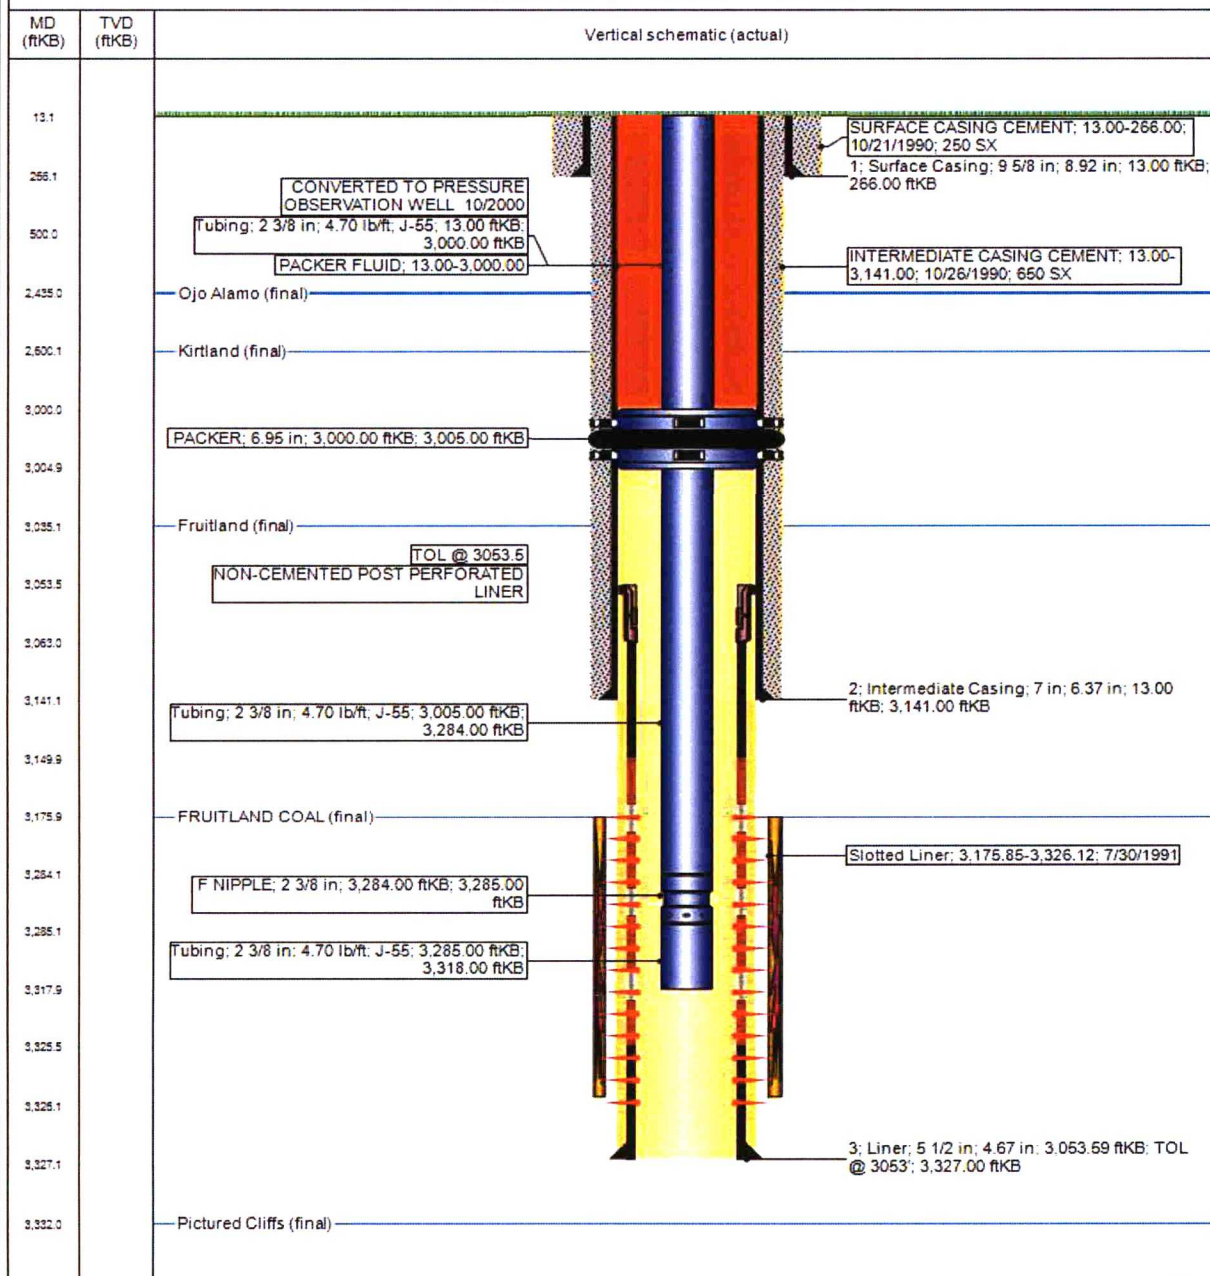 MD
(ftKB)
TVD
(ftKB)
Vertical schematic (actual)
13.1
266.1
500.0
2,435.0
2,600.1
3,000.0
3,004.9
3,035.1
3,053.5
3,063.0
3,141.1
3,149.9
3,175.9
3,284.1
3,285.1
3,317.9
3,325.5
3,326.1
3,327.1
3,332.0
SURFACE CASING CEMENT; 13.00-266.00;
10/21/1990; 250 SX
1; Surface Casing; 9 5/8 in; 8.92 in; 13.00 ftKB;
266.00 ftKB
CONVERTED TO PRESSURE
OBSERVATION WELL 10/2000
Tubing; 2 3/8 in; 4.70 lb/ft; J-55; 13.00 ftKB;
3,000.00 ftKB
PACKER FLUID; 13.00-3,000.00
INTERMEDIATE CASING CEMENT; 13.00-
3,141.00; 10/26/1990; 650 SX
Ojo Alamo (final)
Kirtland (final)
PACKER; 6.95 in; 3,000.00 ftKB; 3,005.00 ftKB
Fruitland (final)
TOL @ 3053.5
NON-CEMENTED POST PERFORATED
LINER
2; Intermediate Casing; 7 in; 6.37 in; 13.00
ftKB; 3,141.00 ftKB
Tubing; 2 3/8 in; 4.70 lb/ft; J-55; 3,005.00 ftKB;
3,284.00 ftKB
FRUITLAND COAL (final)
Slotted Liner; 3,175.85-3,326.12; 7/30/1991
F NIPPLE; 2 3/8 in; 3,284.00 ftKB; 3,285.00
ftKB
Tubing; 2 3/8 in; 4.70 lb/ft; J-55; 3,285.00 ftKB;
3,318.00 ftKB
3; Liner; 5 1/2 in; 4.67 in; 3,053.59 ftKB; TOL
@ 3053'; 3,327.00 ftKB
Pictured Cliffs (final)